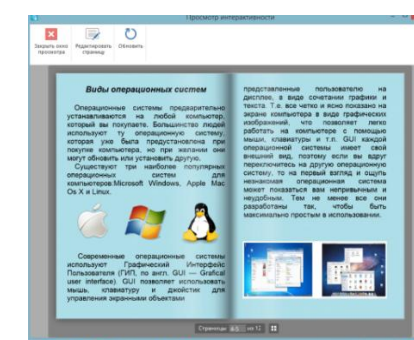 Просмотр интерактивности
Закрыть окно просмотра
Редактировать страницу
Обновить
Виды операционных систем
Операционные системы предварительно
устанавливаются на любой компьютер,
который вы покупаете. Большинство людей
используют ту операционную систему,
которая уже была предустановлена при
покупке компьютера, но при желании они
могут обновить или установить другую.
Существуют три наиболее популярных
операционных систем для
компьютеров:Microsoft Windows, Apple Mac
Os X и Linux.
Современные операционные системы
используют Графический Интерфейс
Пользователя (ГИП, по англ. GUI — Grafical
user interface). GUI позволяет использовать
мышь, клавиатуру и джойстик для
управления экранными объектами
представленные пользователю на
дисплее, в виде сочетании графики и
текста. Т.е. все четко и ясно показано на
экране компьютера в виде графических
изображений, что позволяет легко
работать на компьютере с помощью
мыши, клавиатуры и т.п. GUI каждой
операционной системы имеет свой
внешний вид, поэтому если вы вдруг
переключитесь на другую операционную
систему, то на первый взгляд и ощупь
незнакомая операционная система
может показаться вам непривычным и
неудобным. Тем не менее все они
разработаны так, чтобы быть
максимально простым в использовании.
Страницы 4-5 из 12